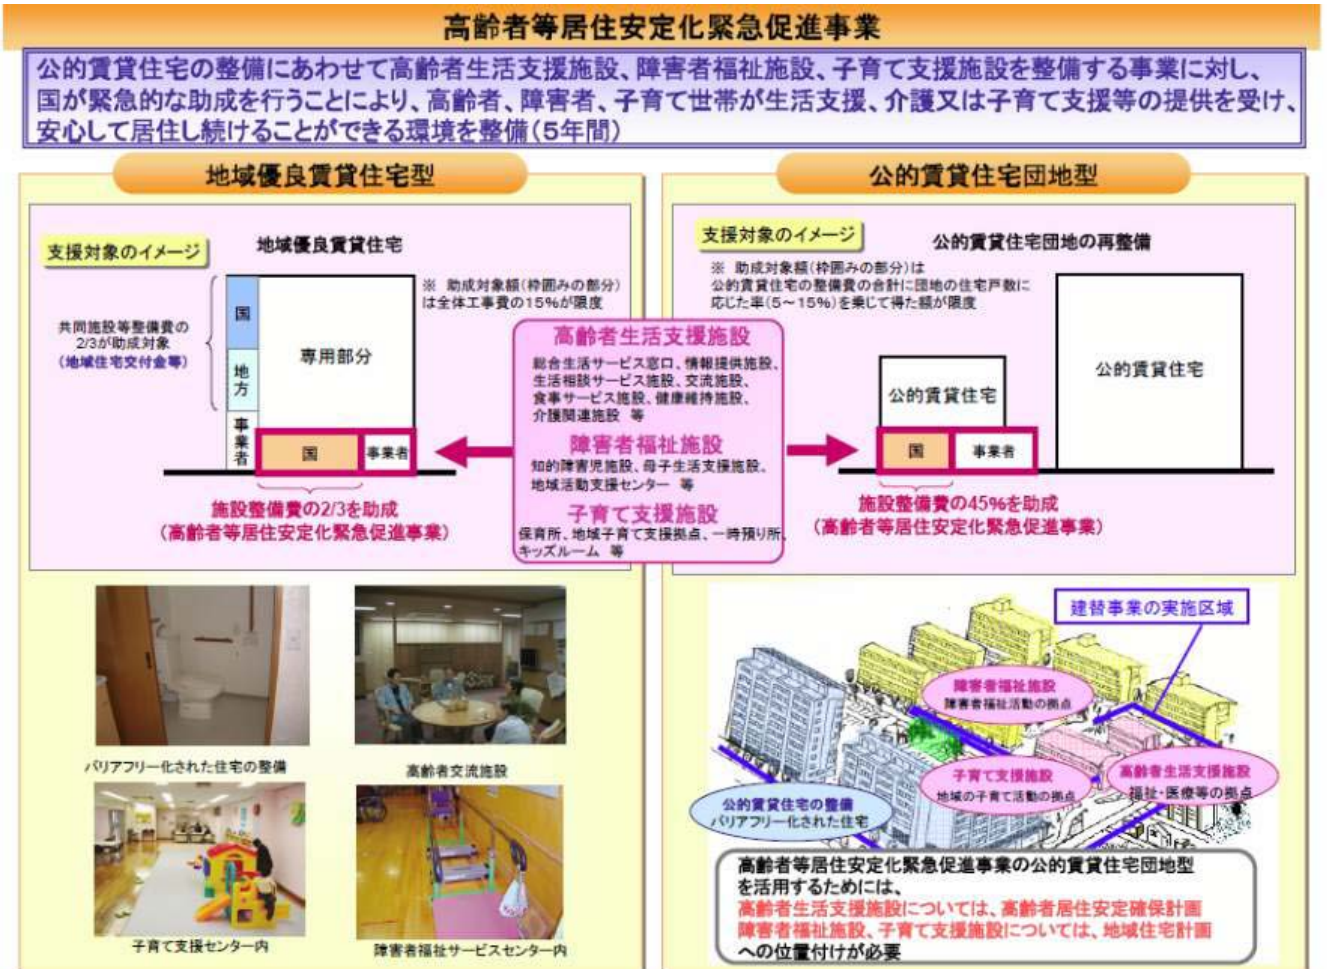 高齢者等居住安定化緊急促進事業
公的賃貸住宅の整備にあわせて高齢者生活支援施設、障害者福祉施設、子育て支援施設を整備する事業に対し、
国が緊急的な助成を行うことにより、高齢者、障害者、子育て世帯が生活支援、介護又は子育て支援等の提供を受け、
安心して居住し続けることができる環境を整備(5年間)
地域優良賃貸住宅型
支援対象のイメージ
地域優良賃貸住宅
※ 助成対象額(枠囲みの部分)
は全体工事費の15%が限度
共同施設等整備費の
2/3が助成対象
(地域住宅交付金等)
国
地方
事業者
専用部分
国
事業者
施設整備費の2/3を助成
(高齢者等居住安定化緊急促進事業)
高齢者生活支援施設
総合生活サービス窓口、情報提供施設、
生活相談サービス施設、交流施設、
食事サービス施設、健康維持施設、
介護関連施設 等
障害者福祉施設
知的障害児施設、母子生活支援施設、
地域活動支援センター 等
子育て支援施設
保育所、地域子育て支援拠点、一時預り所、
キッズルーム 等
バリアフリー化された住宅の整備
高齢者交流施設
子育て支援センター内
障害者福祉サービスセンター内
公的賃貸住宅団地型
支援対象のイメージ
公的賃貸住宅団地の再整備
※ 助成対象額(枠囲みの部分)は
公的賃貸住宅の整備費の合計に団地の住宅戸数に
応じた率(5~15%)を乗じて得た額が限度
公的賃貸住宅
公的賃貸住宅
国
事業者
施設整備費の45%を助成
(高齢者等居住安定化緊急促進事業)
建替事業の実施区域
障害者福祉施設
障害者福祉活動の拠点
子育て支援施設
地域の子育て活動の拠点
高齢者生活支援施設
福祉・医療等の拠点
公的賃貸住宅の整備
バリアフリー化された住宅
高齢者等居住安定化緊急促進事業の公的賃貸住宅団地型
を活用するためには、
高齢者生活支援施設については、高齢者居住安定確保計画
障害者福祉施設、子育て支援施設については、地域住宅計画
への位置付けが必要